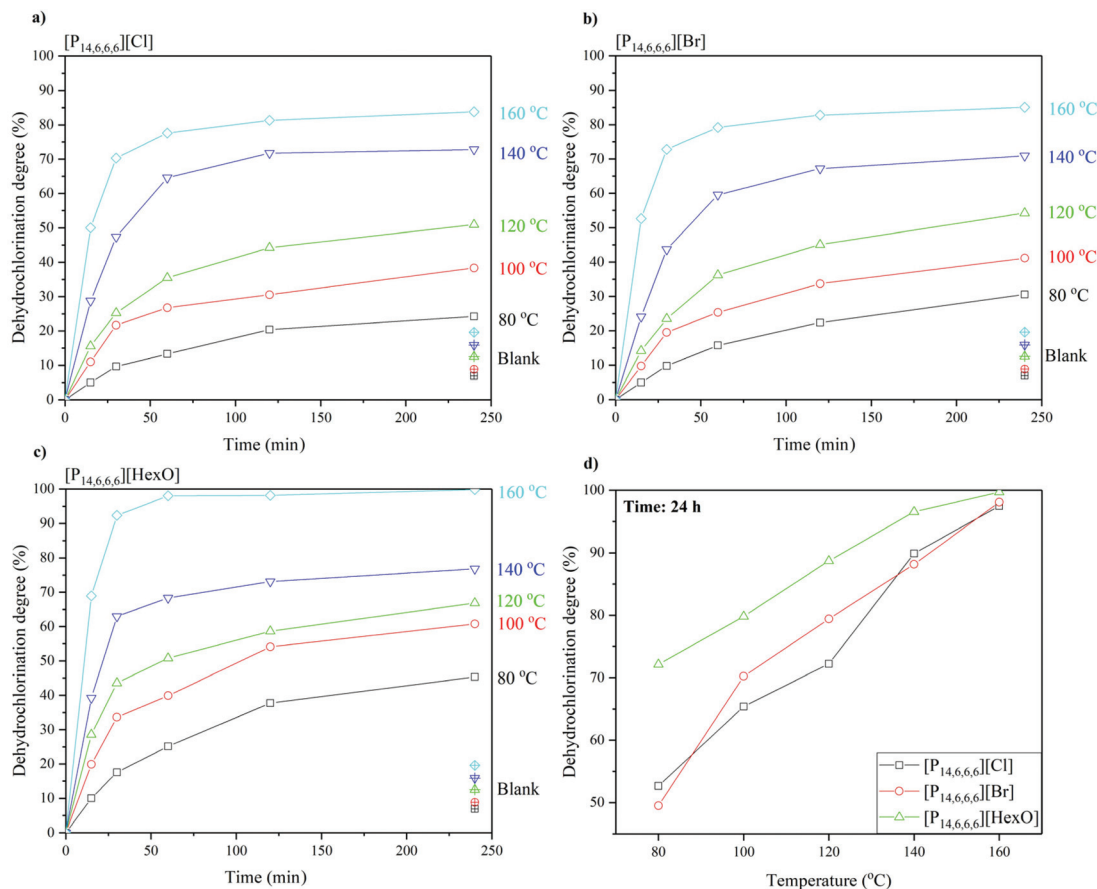 a)
[P14,6,6,6][Cl]
Dehydrochlorination degree (%)
100
90
80
70
60
50
40
30
20
10
0
160 °C
140 °C
120 °C
100 °C
80 °C
Blank
0 50 100 150 200 250
Time (min)
b)
[P14,6,6,6][Br]
Dehydrochlorination degree (%)
100
90
80
70
60
50
40
30
20
10
0
160 °C
140 °C
120 °C
100 °C
80 °C
Blank
0 50 100 150 200 250
Time (min)
c)
[P14,6,6,6][HexO]
Dehydrochlorination degree (%)
100
90
80
70
60
50
40
30
20
10
0
160 °C
140 °C
120 °C
100 °C
80 °C
Blank
0 50 100 150 200 250
Time (min)
d)
Time: 24 h
Dehydrochlorination degree (%)
100
90
80
70
60
50
[P14,6,6,6][Cl]
[P14,6,6,6][Br]
[P14,6,6,6][HexO]
80 100 120 140 160
Temperature (°C)